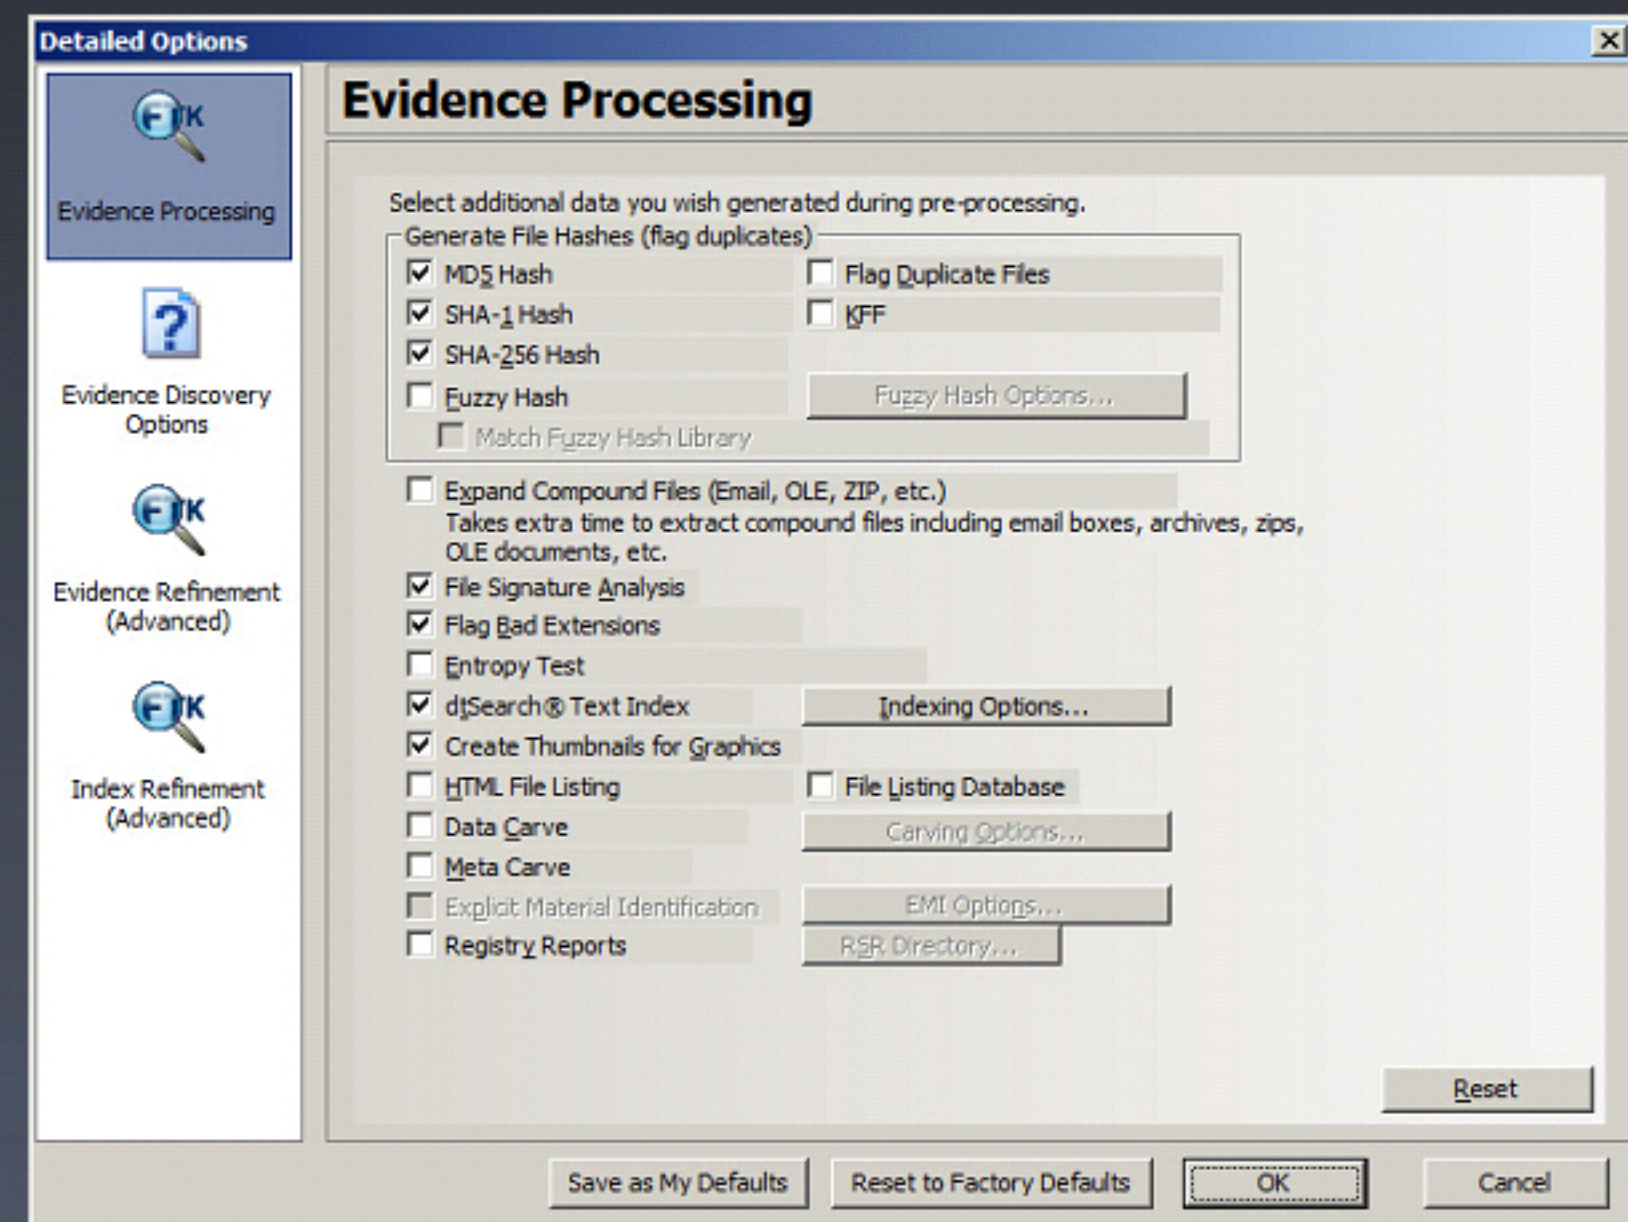 Detailed Options
FTK
Evidence Processing
Evidence Discovery
Options
FTK
Evidence Refinement
(Advanced)
FTK
Index Refinement
(Advanced)
Evidence Processing
Select additional data you wish generated during pre-processing.
Generate File Hashes (flag duplicates)
MD5 Hash
Flag Duplicate Files
SHA-1 Hash
KFF
SHA-256 Hash
Fuzzy Hash
Fuzzy Hash Options...
Match Fuzzy Hash Library
Expand Compound Files (Email, OLE, ZIP, etc.)
Takes extra time to extract compound files including email boxes, archives, zips,
OLE documents, etc.
File Signature Analysis
Flag Bad Extensions
Entropy Test
dtSearch® Text Index
Indexing Options...
Create Thumbnails for Graphics
HTML File Listing
File Listing Database
Data Carve
Carving Options...
Meta Carve
Explicit Material Identification
EMI Options...
Registry Reports
RSR Directory...
Reset
Save as My Defaults
Reset to Factory Defaults
OK
Cancel